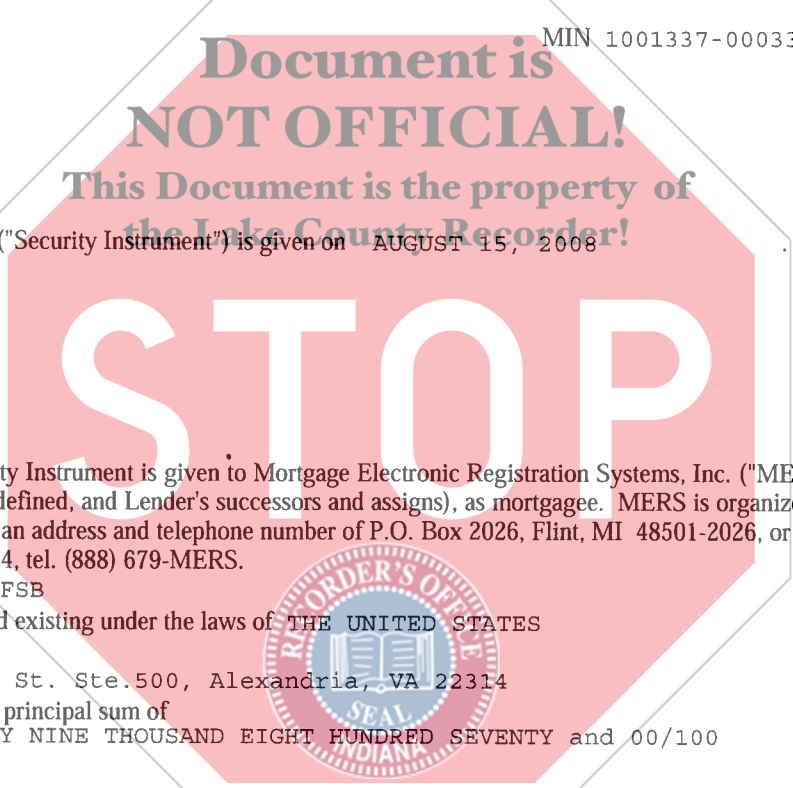 MIN 1001337-00033
Document is
NOT OFFICIAL!
This Document is the property of
the Lake County Recorder!
("Security Instrument") is given on AUGUST 15, 2008 .
STOP
ty Instrument is given to Mortgage Electronic Registration Systems, Inc. ("ME
defined, and Lender's successors and assigns), as mortgagee. MERS is organize
an address and telephone number of P.O. Box 2026, Flint, MI 48501-2026, or
4, tel. (888) 679-MERS.
FSB
d existing under the laws of THE UNITED STATES
St. Ste.500, Alexandria, VA 22314
principal sum of
Y NINE THOUSAND EIGHT HUNDRED SEVENTY and 00/100
RECORDER'S OFFICE
SEAL
INDIANA